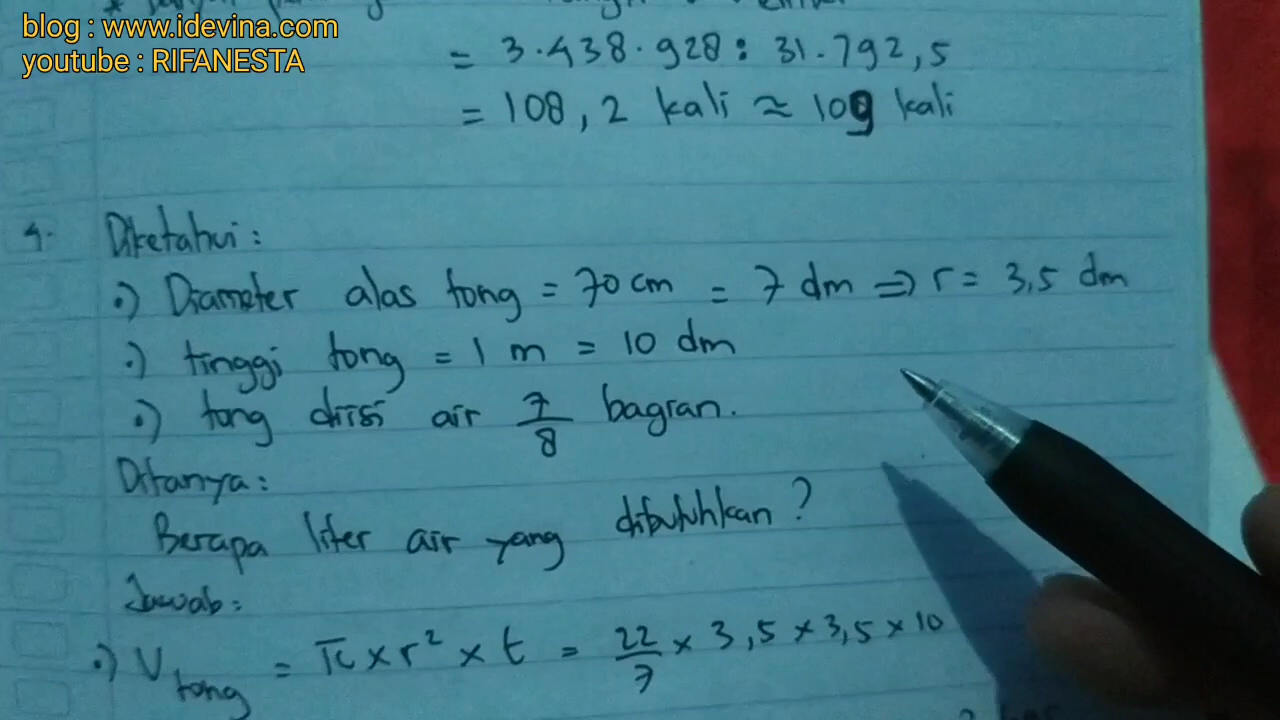 blog : www.idevina.com
youtube : RIFANESTA
= 3.438.928 : 31.792,5
= 108,2 kali ≈ 109 kali
4. Diketahui :
•) Diameter alas tong = 70 cm = 7 dm ⇒ r = 3,5 dm
•) tinggi tong = 1 m = 10 dm
•) tong diisi air 7/8 bagian.
Ditanya :
Berapa liter air yang dibutuhkan ?
Jawab :
•) V tong = π × r² × t = 22/7 × 3,5 × 3,5 × 10